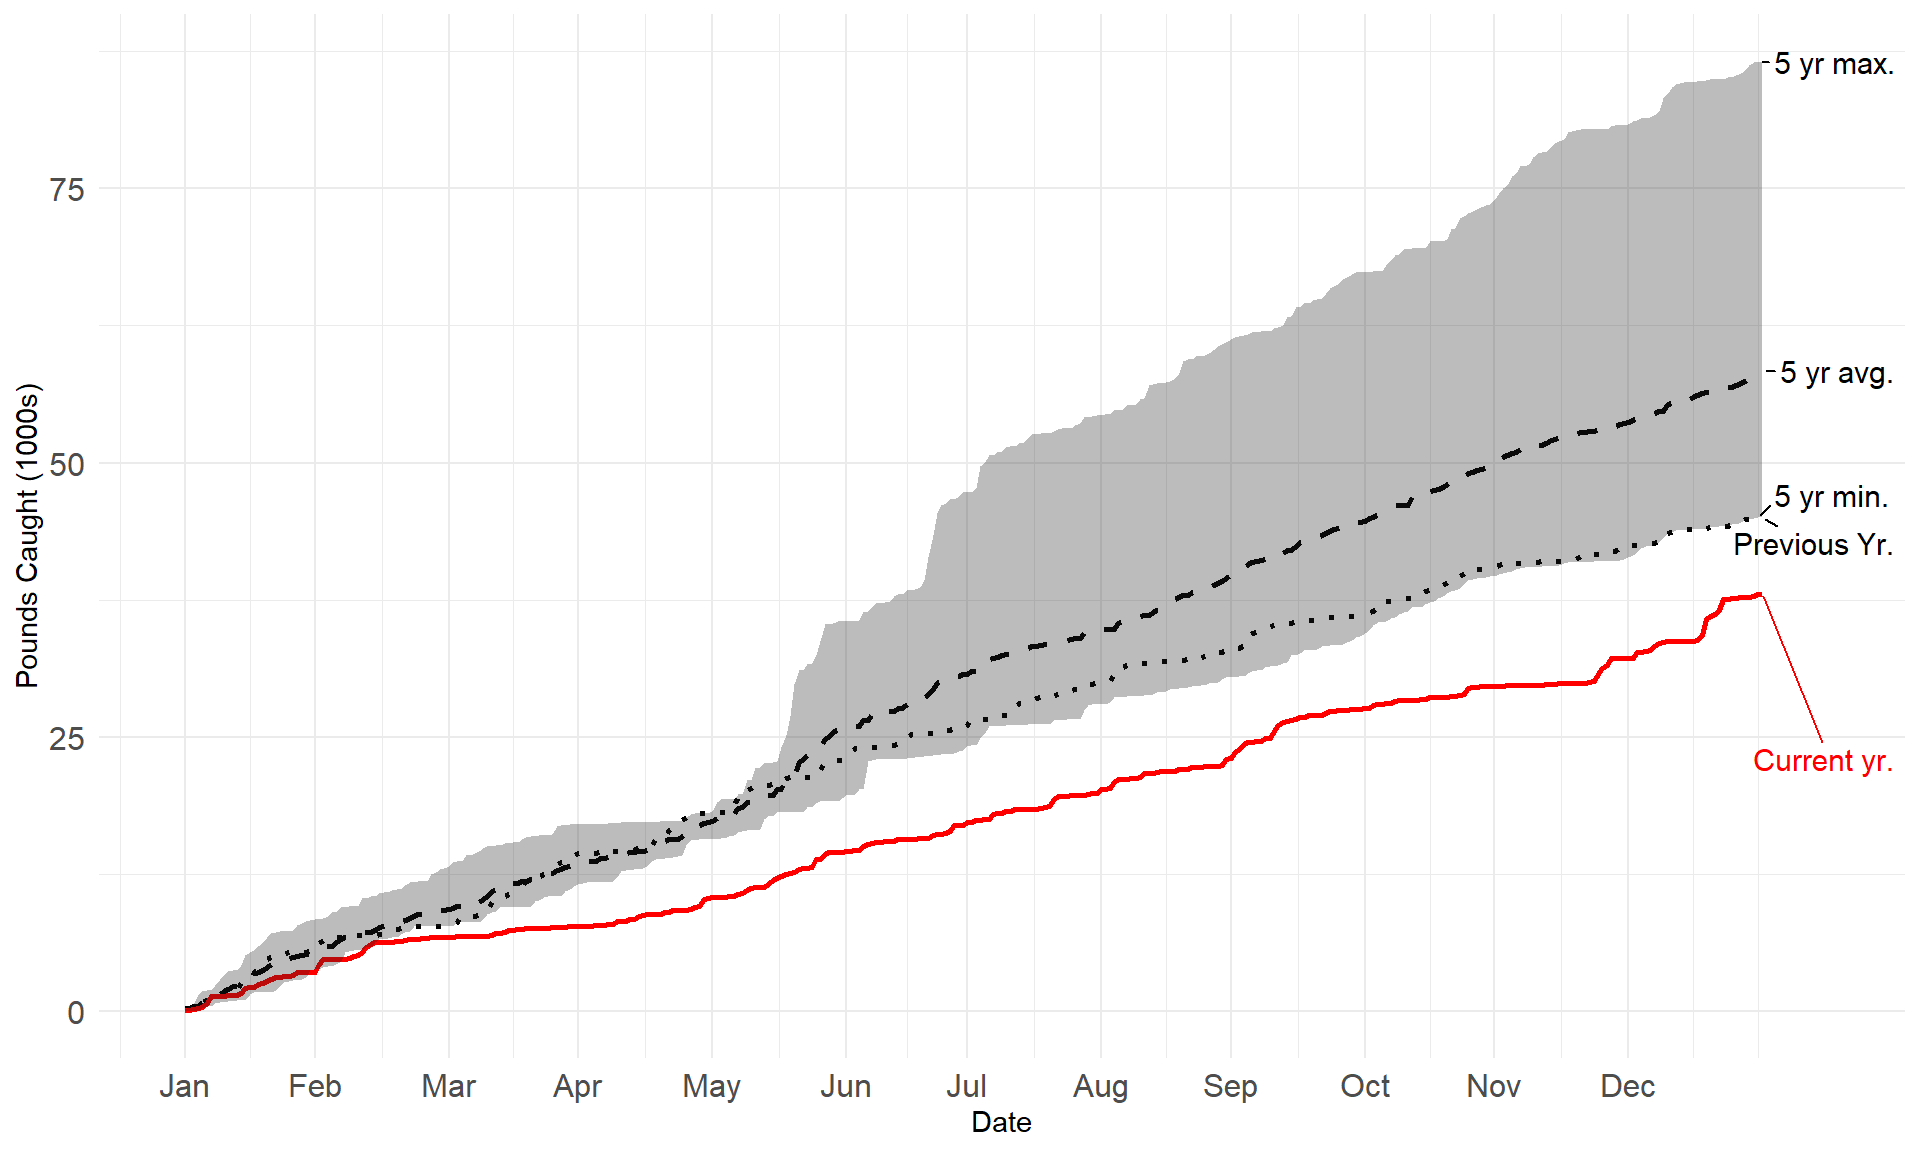 5 yr max.
75
5 yr avg.
Pounds Caught (1000s)
50
5 yr min.
Previous Yr.
25
Current yr.
0
Jan Feb Mar Apr May Jun Jul Aug Sep Oct Nov Dec
Date